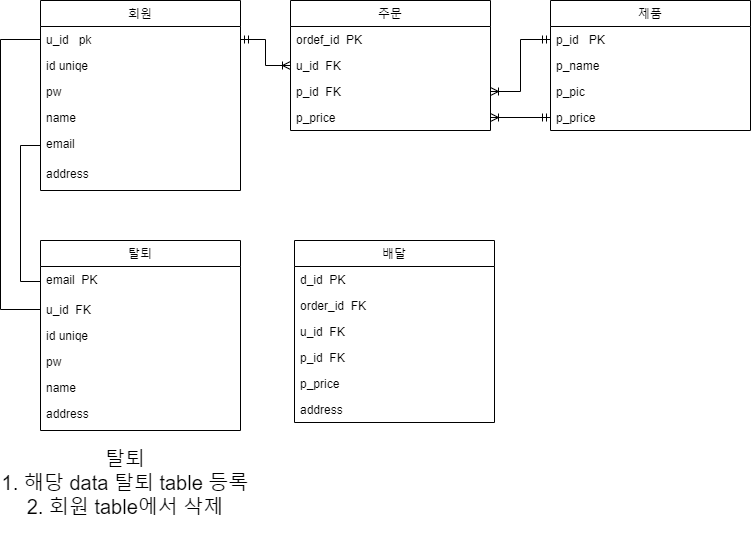 회원
u_id pk
id uniqe
pw
name
email
address
주문
ordef_id PK
u_id FK
p_id FK
p_price
제품
p_id PK
p_name
p_pic
p_price
탈퇴
email PK
u_id FK
id uniqe
pw
name
address
배달
d_id PK
order_id FK
u_id FK
p_id FK
p_price
address
탈퇴
1. 해당 data 탈퇴 table 등록
2. 회원 table에서 삭제